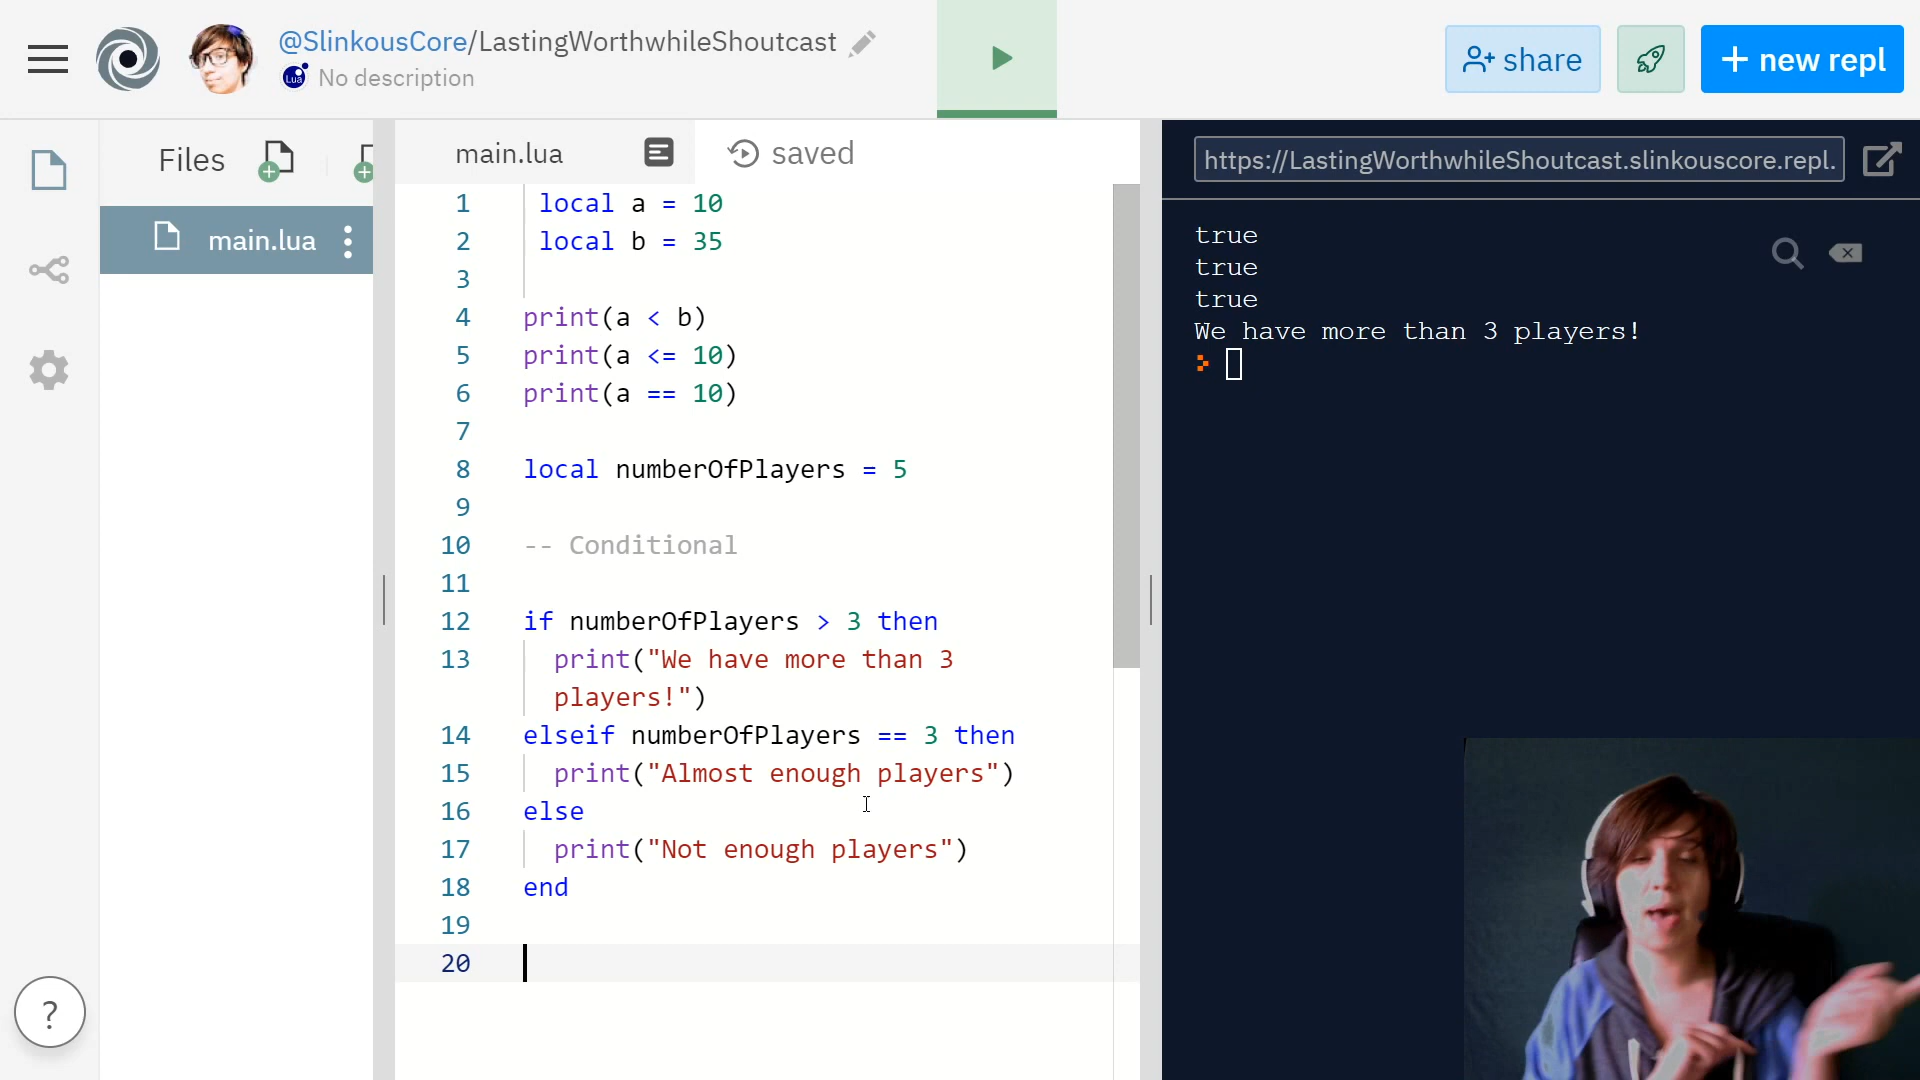 @SlinkousCore/LastingWorthwhileShoutcast
Lua
No description
share
+ new repl
Files
main.lua
main.lua
saved
1 local a = 10
2 local b = 35
3
4 print(a < b)
5 print(a <= 10)
6 print(a == 10)
7
8 local numberOfPlayers = 5
9
10 -- Conditional
11
12 if numberOfPlayers > 3 then
13 print("We have more than 3
players!")
14 elseif numberOfPlayers == 3 then
15 print("Almost enough players")
16 else
17 print("Not enough players")
18 end
19
20
?
https://LastingWorthwhileShoutcast.slinkouscore.repl.
true
true
true
We have more than 3 players!